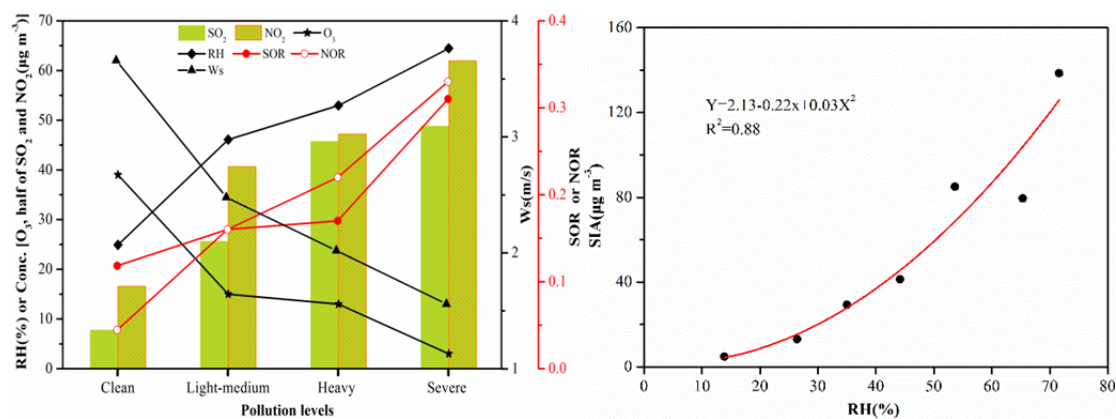 SO2 NO2 O3
RH SOR NOR
Ws
RH(%) or Conc. [O3, half of SO2 and NO2(μg m-3)]
70
60
50
40
30
20
10
0
Clean Light-medium Heavy Severe
Pollution levels
4
3
2
1
Ws(m/s)
0.4
0.3
0.2
0.1
0.0
SOR or NOR
SIA(μg m-3)
160
120
80
40
0
Y=2.13-0.22x+0.03X2
R2=0.88
0 10 20 30 40 50 60 70 80
RH(%)